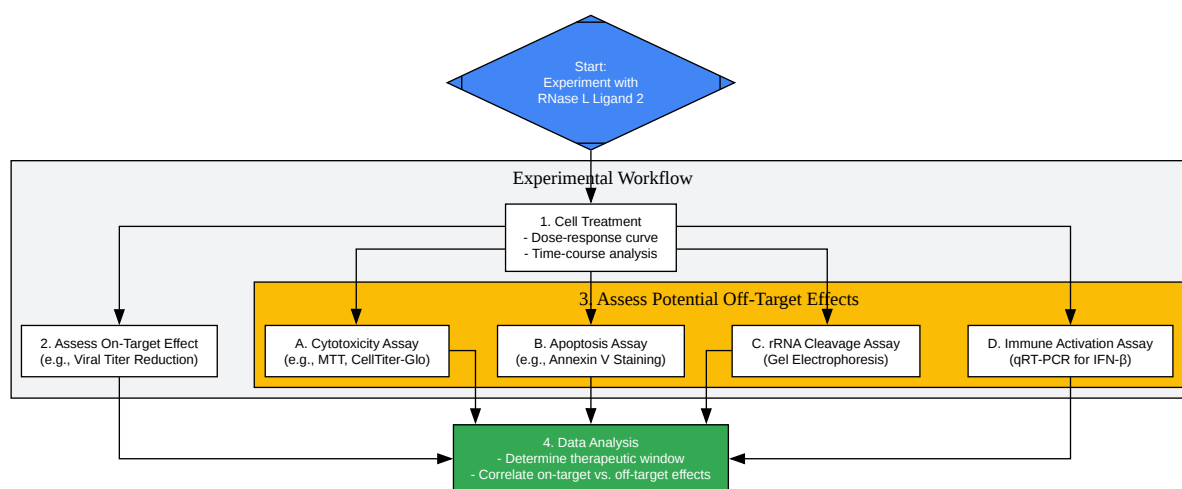 Start:
Experiment with
RNase L Ligand 2
Experimental Workflow
1. Cell Treatment
- Dose-response curve
- Time-course analysis
3. Assess Potential Off-Target Effects
2. Assess On-Target Effect
(e.g., Viral Titer Reduction)
A. Cytotoxicity Assay
(e.g., MTT, CellTiter-Glo)
B. Apoptosis Assay
(e.g., Annexin V Staining)
C. rRNA Cleavage Assay
(Gel Electrophoresis)
D. Immune Activation Assay
(qRT-PCR for IFN-β)
4. Data Analysis
- Determine therapeutic window
- Correlate on-target vs. off-target effects